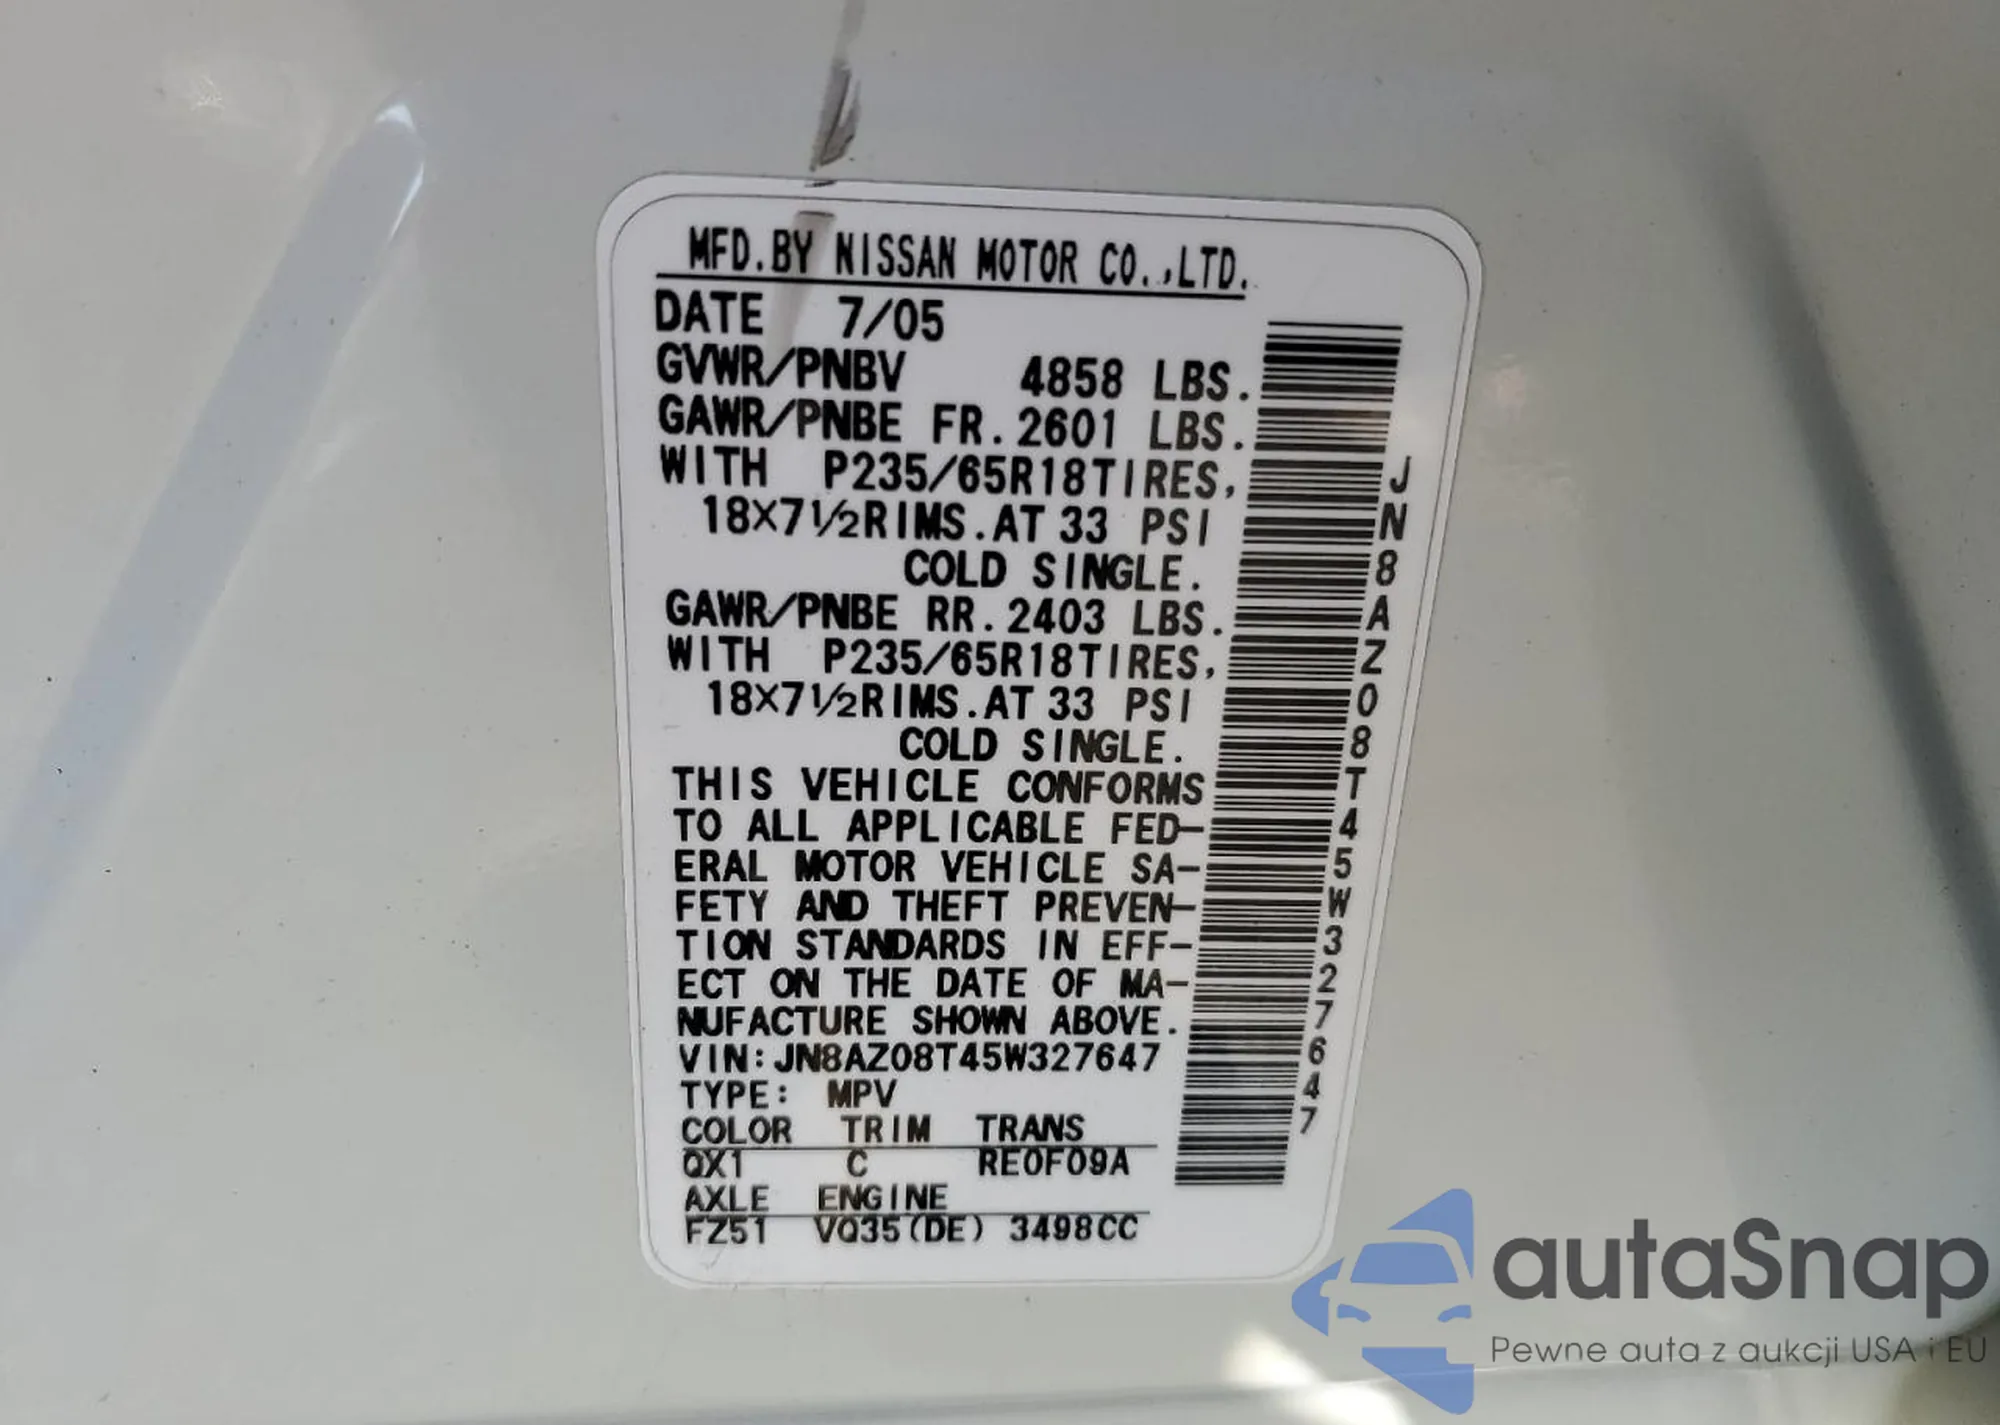 MFD.BY NISSAN MOTOR CO.,LTD.
DATE 7/05
GVWR/PNBV 4858 LBS.
GAWR/PNBE FR.2601 LBS.
WITH P235/65R18TIRES,
18×7½RIMS.AT 33 PSI
COLD SINGLE.
GAWR/PNBE RR.2403 LBS.
WITH P235/65R18TIRES,
18×7½RIMS.AT 33 PSI
COLD SINGLE.
THIS VEHICLE CONFORMS
TO ALL APPLICABLE FED-
ERAL MOTOR VEHICLE SA-
FETY AND THEFT PREVEN-
TION STANDARDS IN EFF-
ECT ON THE DATE OF MA-
NUFACTURE SHOWN ABOVE.
VIN:JN8AZ08T45W327647
TYPE: MPV
COLOR TRIM TRANS
QX1 C RE0F09A
AXLE ENGINE
FZ51 VQ35(DE) 3498CC
JN8AZ08T45W327647
autaSnap
Pewne auta z aukcji USA i EU